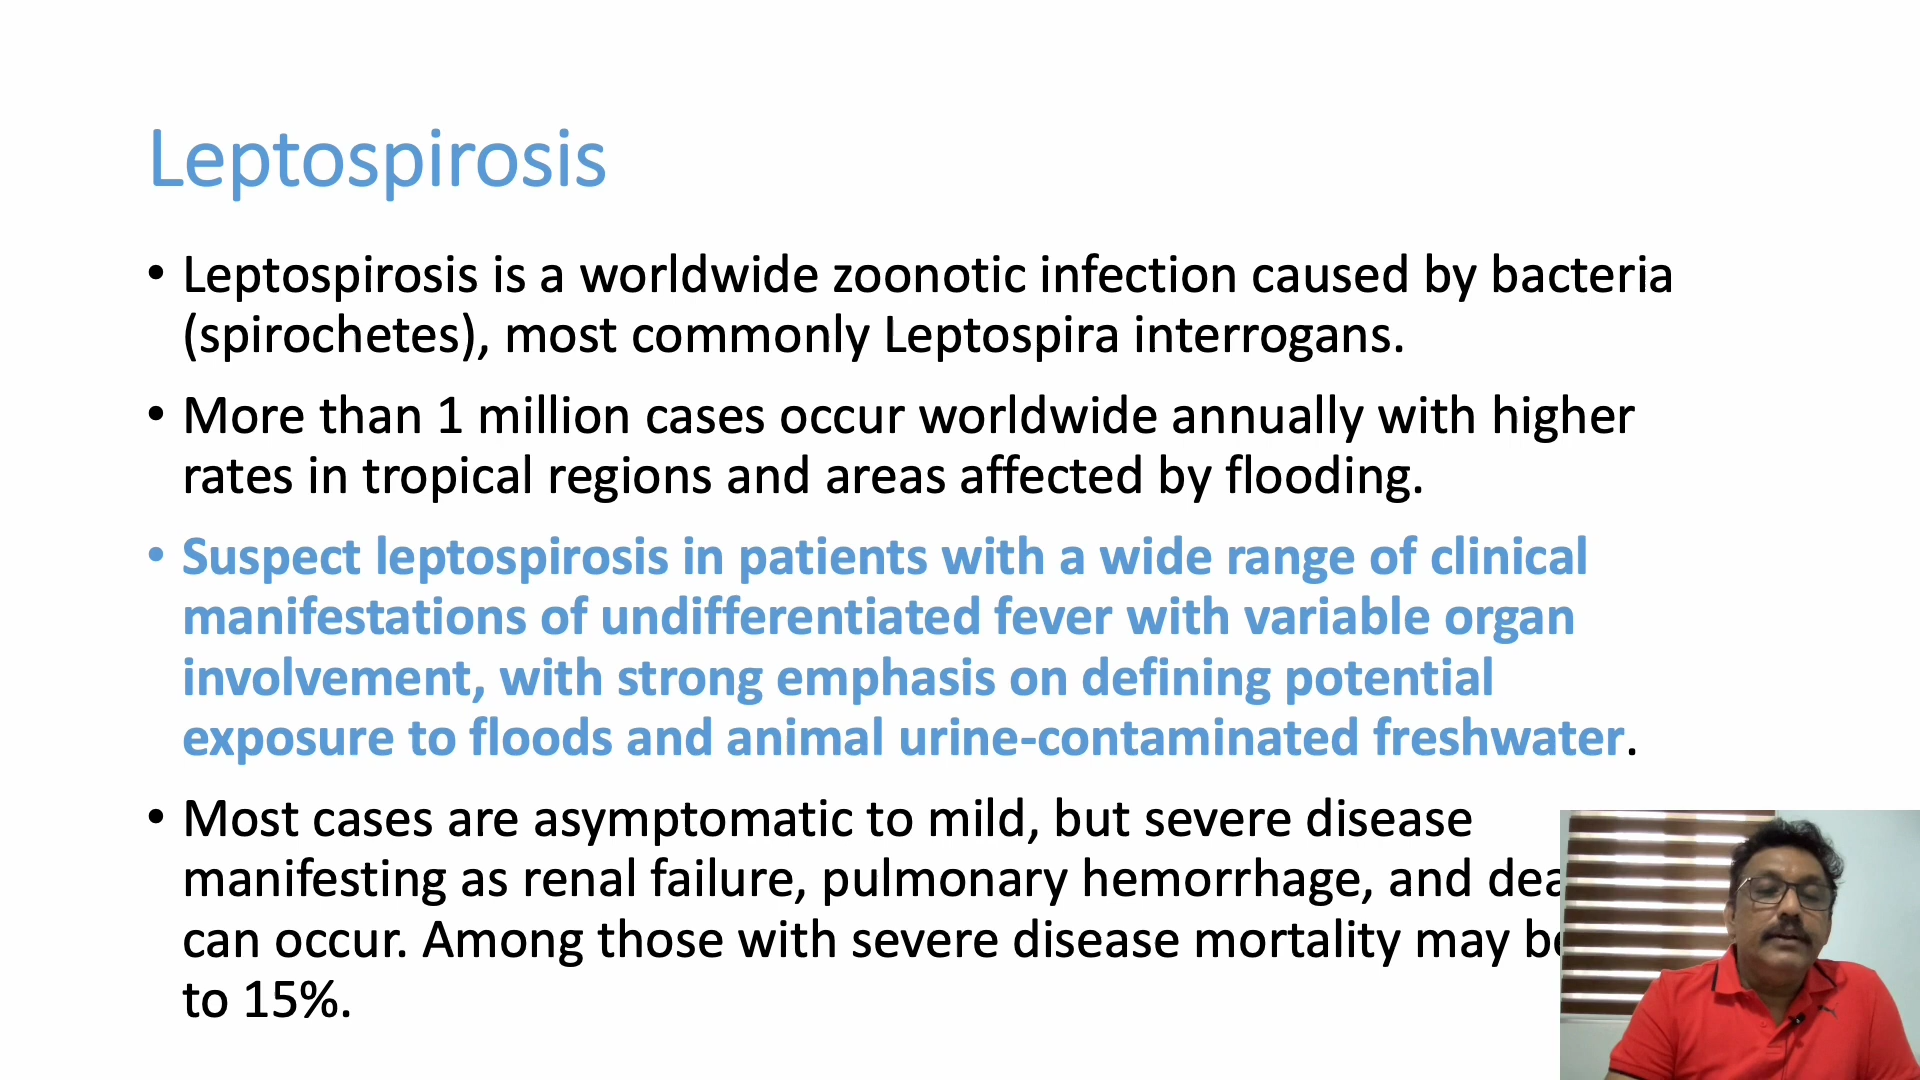 Leptospirosis
• Leptospirosis is a worldwide zoonotic infection caused by bacteria
(spirochetes), most commonly Leptospira interrogans.
• More than 1 million cases occur worldwide annually with higher
rates in tropical regions and areas affected by flooding.
• Suspect leptospirosis in patients with a wide range of clinical
manifestations of undifferentiated fever with variable organ
involvement, with strong emphasis on defining potential
exposure to floods and animal urine-contaminated freshwater.
• Most cases are asymptomatic to mild, but severe disease
manifesting as renal failure, pulmonary hemorrhage, and
can occur. Among those with severe disease mortality may
to 15%.